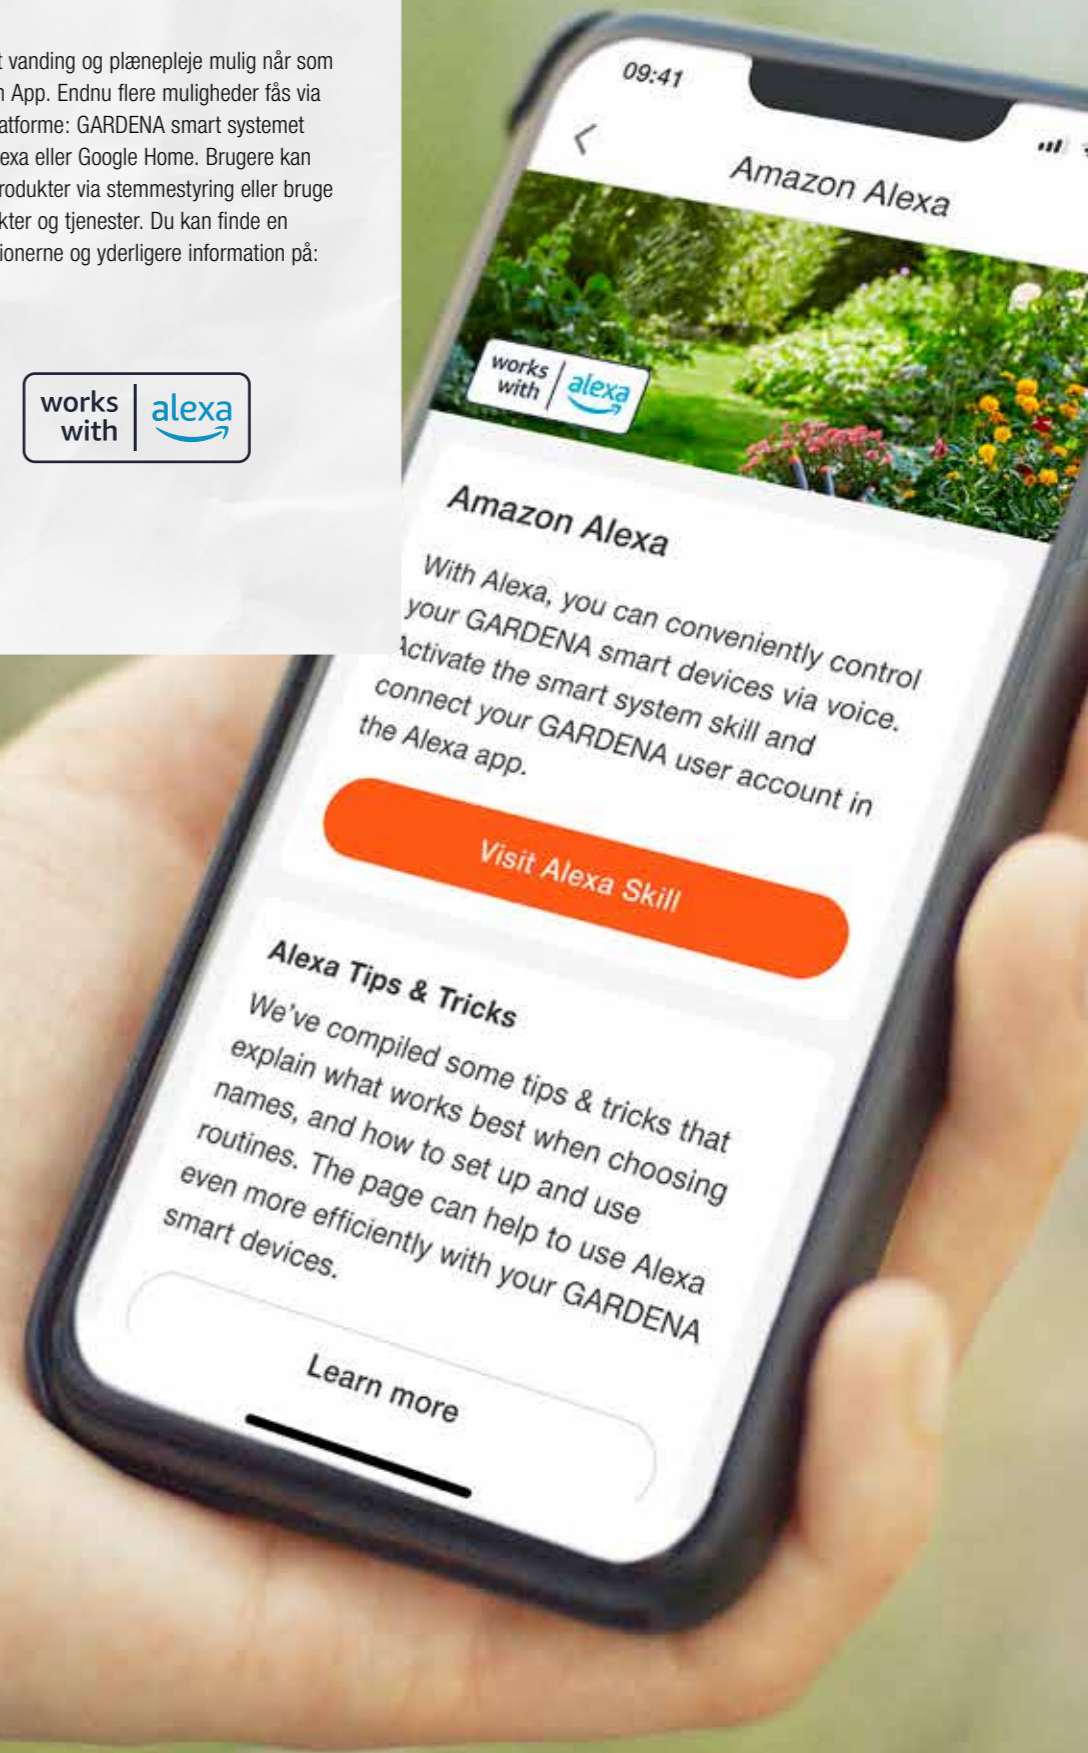 t vanding og plænepleje mulig når som
App. Endnu flere muligheder fås via
atforme: GARDENA smart systemet
exa eller Google Home. Brugere kan
rodukter via stemmestyring eller bruge
kter og tjenester. Du kan finde en
ionerne og yderligere information på:
works
with
alexa
09:41
Amazon Alexa
works
with
alexa
Amazon Alexa
With Alexa, you can conveniently control
your GARDENA smart devices via voice.
Activate the smart system skill and
connect your GARDENA user account in
the Alexa app.
Visit Alexa Skill
Alexa Tips & Tricks
We've compiled some tips & tricks that
explain what works best when choosing
names, and how to set up and use
routines. The page can help to use Alexa
even more efficiently with your GARDENA
smart devices.
Learn more